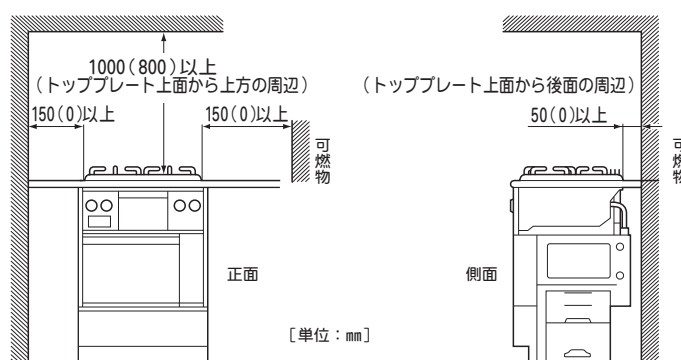 1000(800)以上
(トッププレート上面から上方の周辺)
150(0)以上
150(0)以上
可燃物
正面
(トッププレート上面から後面の周辺)
50(0)以上
可燃物
側面
[単位：㎜]